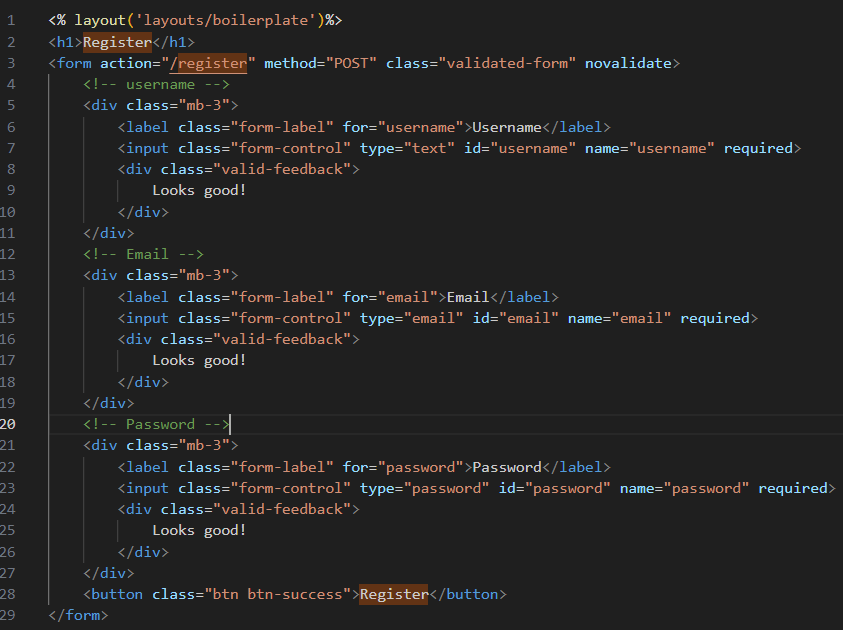 1 <% layout('layouts/boilerplate')%>
2 <h1>Register</h1>
3 <form action="/register" method="POST" class="validated-form" novalidate>
4     <!-- username -->
5     <div class="mb-3">
6         <label class="form-label" for="username">Username</label>
7         <input class="form-control" type="text" id="username" name="username" required>
8         <div class="valid-feedback">
9             Looks good!
10         </div>
11     </div>
12     <!-- Email -->
13     <div class="mb-3">
14         <label class="form-label" for="email">Email</label>
15         <input class="form-control" type="email" id="email" name="email" required>
16         <div class="valid-feedback">
17             Looks good!
18         </div>
19     </div>
20     <!-- Password -->
21     <div class="mb-3">
22         <label class="form-label" for="password">Password</label>
23         <input class="form-control" type="password" id="password" name="password" required>
24         <div class="valid-feedback">
25             Looks good!
26         </div>
27     </div>
28     <button class="btn btn-success">Register</button>
29 </form>